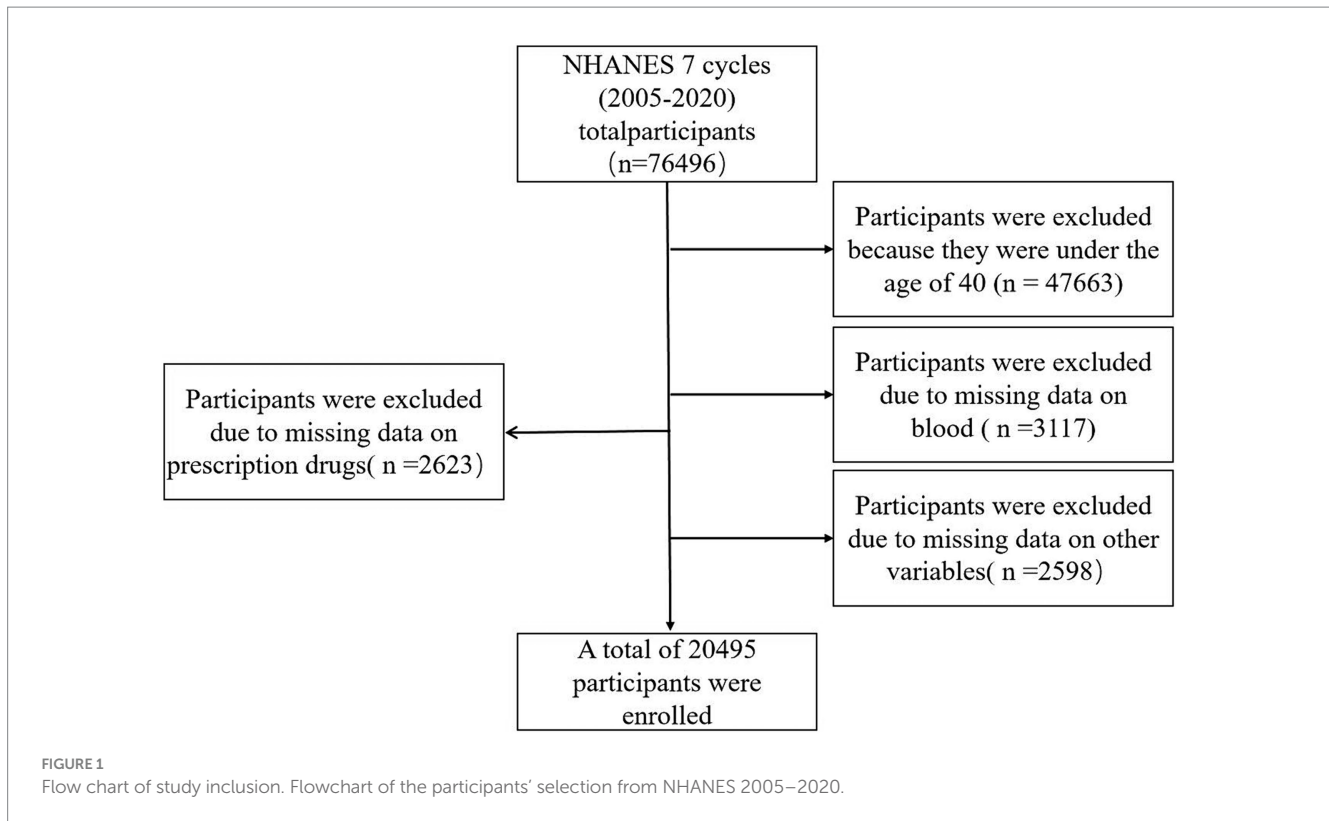 NHANES 7 cycles
(2005-2020)
totalparticipants
(n=76496)
Participants were excluded
because they were under the
age of 40 (n = 47663)
Participants were excluded
due to missing data on
blood ( n =3117)
Participants were excluded
due to missing data on
prescription drugs( n =2623)
Participants were excluded
due to missing data on other
variables( n =2598)
A total of 20495
participants were
enrolled
FIGURE 1
Flow chart of study inclusion. Flowchart of the participants’ selection from NHANES 2005–2020.